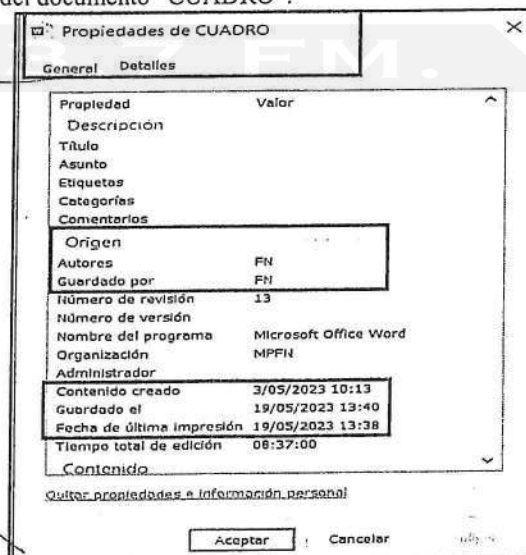 del documento "CUADRO".
Propiedades de CUADRO
General Detalles
Propiedad Valor
Descripción
Título
Asunto
Etiquetas
Categorías
Comentarios
Origen
Autores FN
Guardado por FN
Número de revisión 13
Número de versión
Nombre del programa Microsoft Office Word
Organización MPFN
Administrador
Contenido creado 3/05/2023 10:13
Guardado el 19/05/2023 13:40
Fecha de última impresión 19/05/2023 13:38
Tiempo total de edición 08:37:00
Contenido
Quitar propiedades e información personal
Aceptar Cancelar